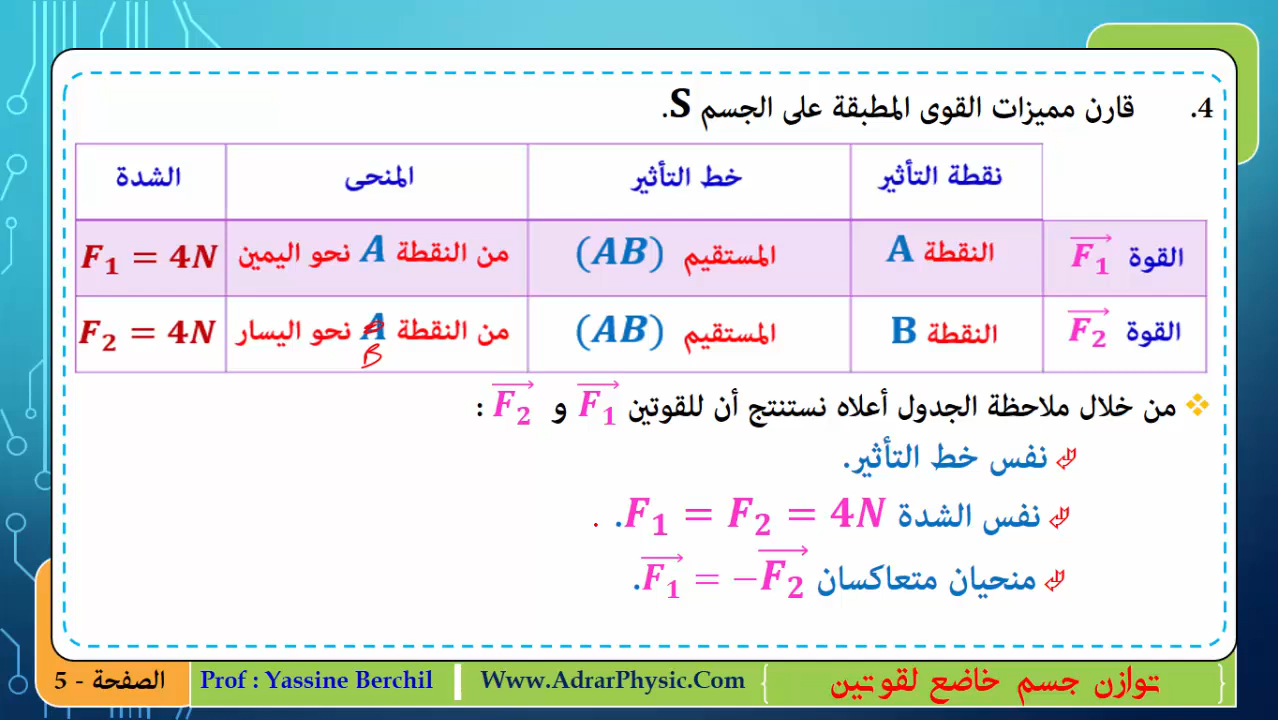 4. قارن مميزات القوى المطبقة على الجسم S.
نقطة التأثير خط التأثير المنحى الشدة
القوة F₁⃗ النقطة A المستقيم (AB) من النقطة A نحو اليمين F₁ = 4N
القوة F₂⃗ النقطة B المستقيم (AB) من النقطة A نحو اليسار F₂ = 4N
B
من خلال ملاحظة الجدول أعلاه نستنتج أن للقوتين F₁⃗ و F₂⃗ :
نفس خط التأثير.
نفس الشدة F₁ = F₂ = 4N.
منحيان متعاكسان F₁⃗ = −F₂⃗.
توازن جسم خاضع لقوتين Www.AdrarPhysic.Com Prof : Yassine Berchil الصفحة - 5